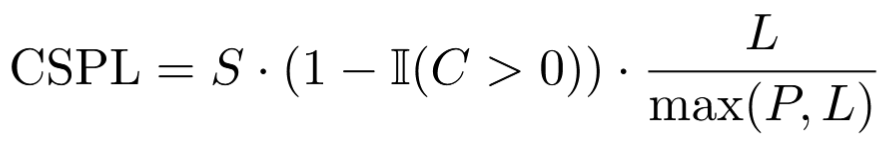 CSPL = S · (1 − 𝕀(C > 0)) · L / max(P, L)